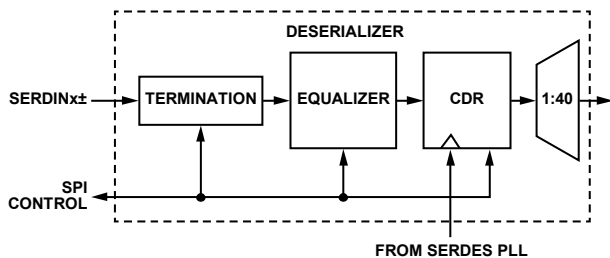 DESERIALIZER
SERDINx±
TERMINATION
EQUALIZER
CDR
1:40
SPI
CONTROL
FROM SERDES PLL